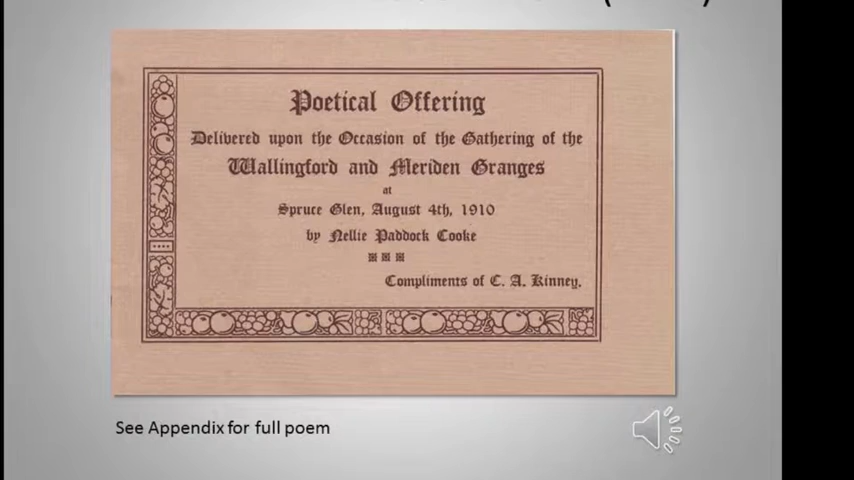 Poetical Offering
Delivered upon the Occasion of the Gathering of the
Wallingford and Meriden Granges
at
Spruce Glen, August 4th, 1910
by Nellie Paddock Cooke
Compliments of C. A. Kinney.
See Appendix for full poem